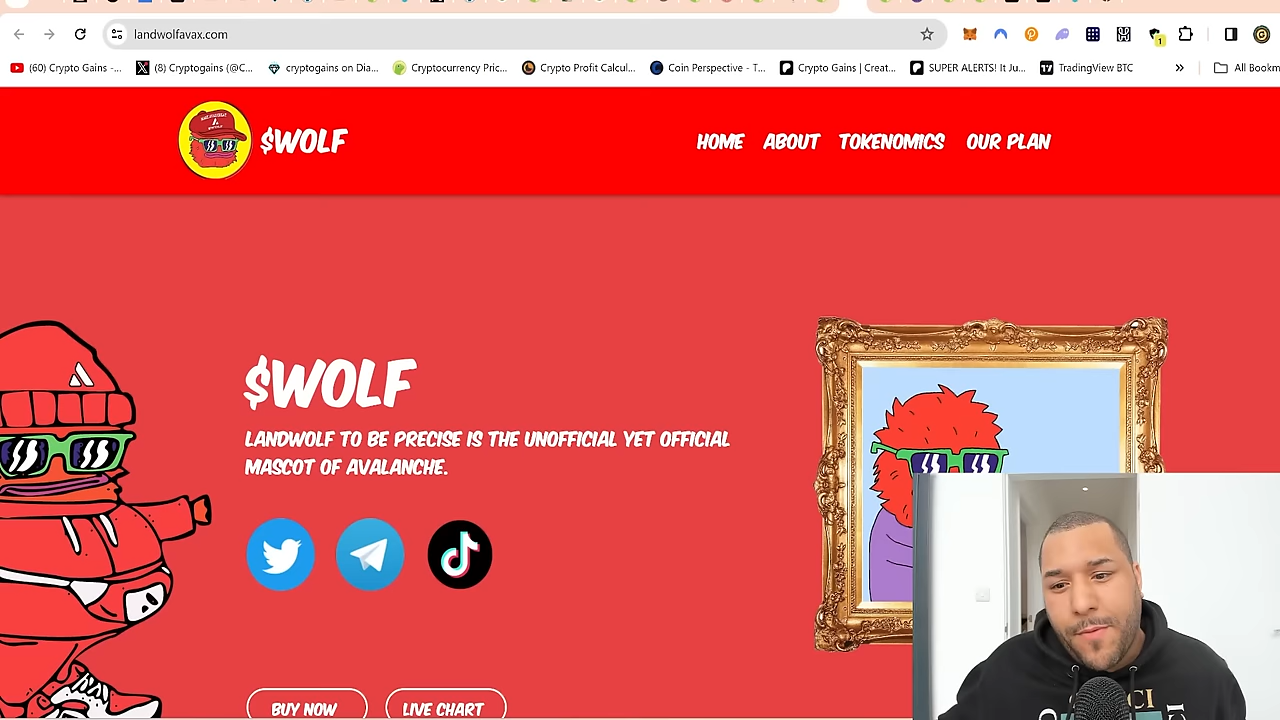 landwolfavax.com
(60) Crypto Gains -...
(8) Cryptogains (@C...
cryptogains on Dia...
Cryptocurrency Pric...
Crypto Profit Calcul...
Coin Perspective - T...
Crypto Gains | Creat...
SUPER ALERTS! It Ju...
TradingView BTC
»
All Bookm
$WOLF
HOME
ABOUT
TOKENOMICS
OUR PLAN
$WOLF
LANDWOLF TO BE PRECISE IS THE UNOFFICIAL YET OFFICIAL
MASCOT OF AVALANCHE.
BUY NOW
LIVE CHART